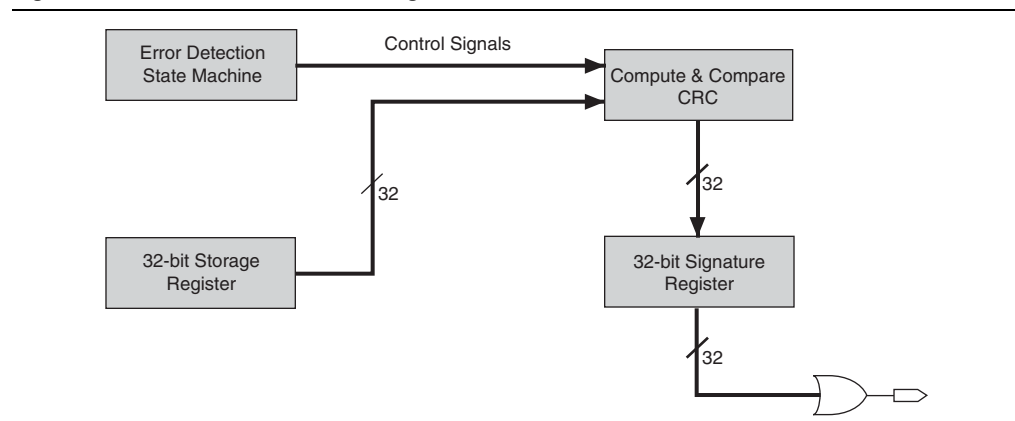 Error Detection
State Machine
Control Signals
Compute & Compare
CRC
32
32
32-bit Storage
Register
32-bit Signature
Register
32